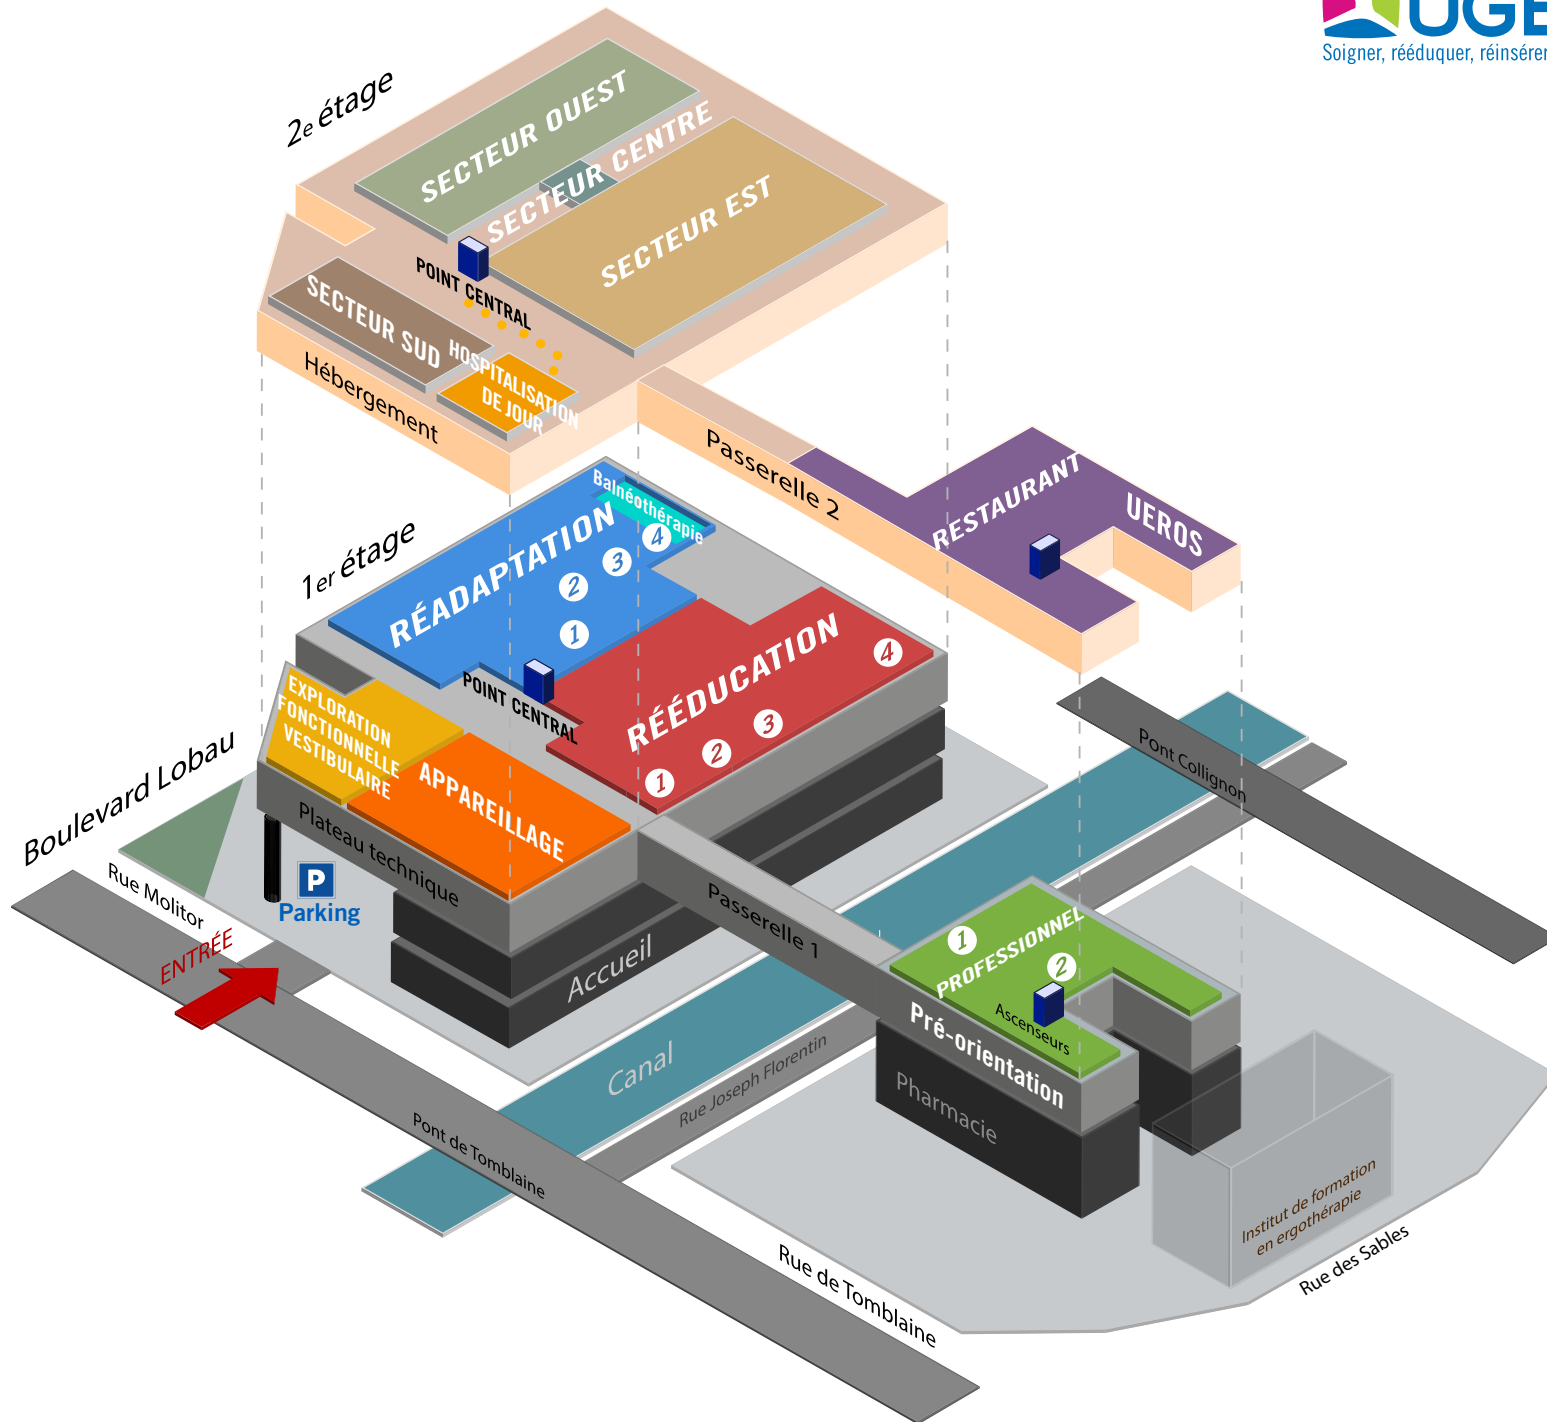 UGE
Soigner, rééduquer, réinsérer
2e étage
SECTEUR OUEST
SECTEUR CENTRE
SECTEUR EST
POINT CENTRAL
SECTEUR SUD
HOSPITALISATION
DE JOUR
Hébergement
Passerelle 2
RESTAURANT
UEROS
1er étage
Balnéothérapie
RÉADAPTATION
4
3
2
1
POINT CENTRAL
RÉÉDUCATION
4
3
2
1
EXPLORATION
FONCTIONNELLE
VESTIBULAIRE
APPAREILLAGE
Plateau technique
Boulevard Lobau
Rue Molitor
ENTRÉE
P
Parking
Accueil
Passerelle 1
Pont Collignon
PROFESSIONNEL
1
2
Ascenseurs
Pré-orientation
Pharmacie
Canal
Rue Joseph Florentin
Pont de Tomblaine
Rue de Tomblaine
Institut de formation
en ergothérapie
Rue des Sables